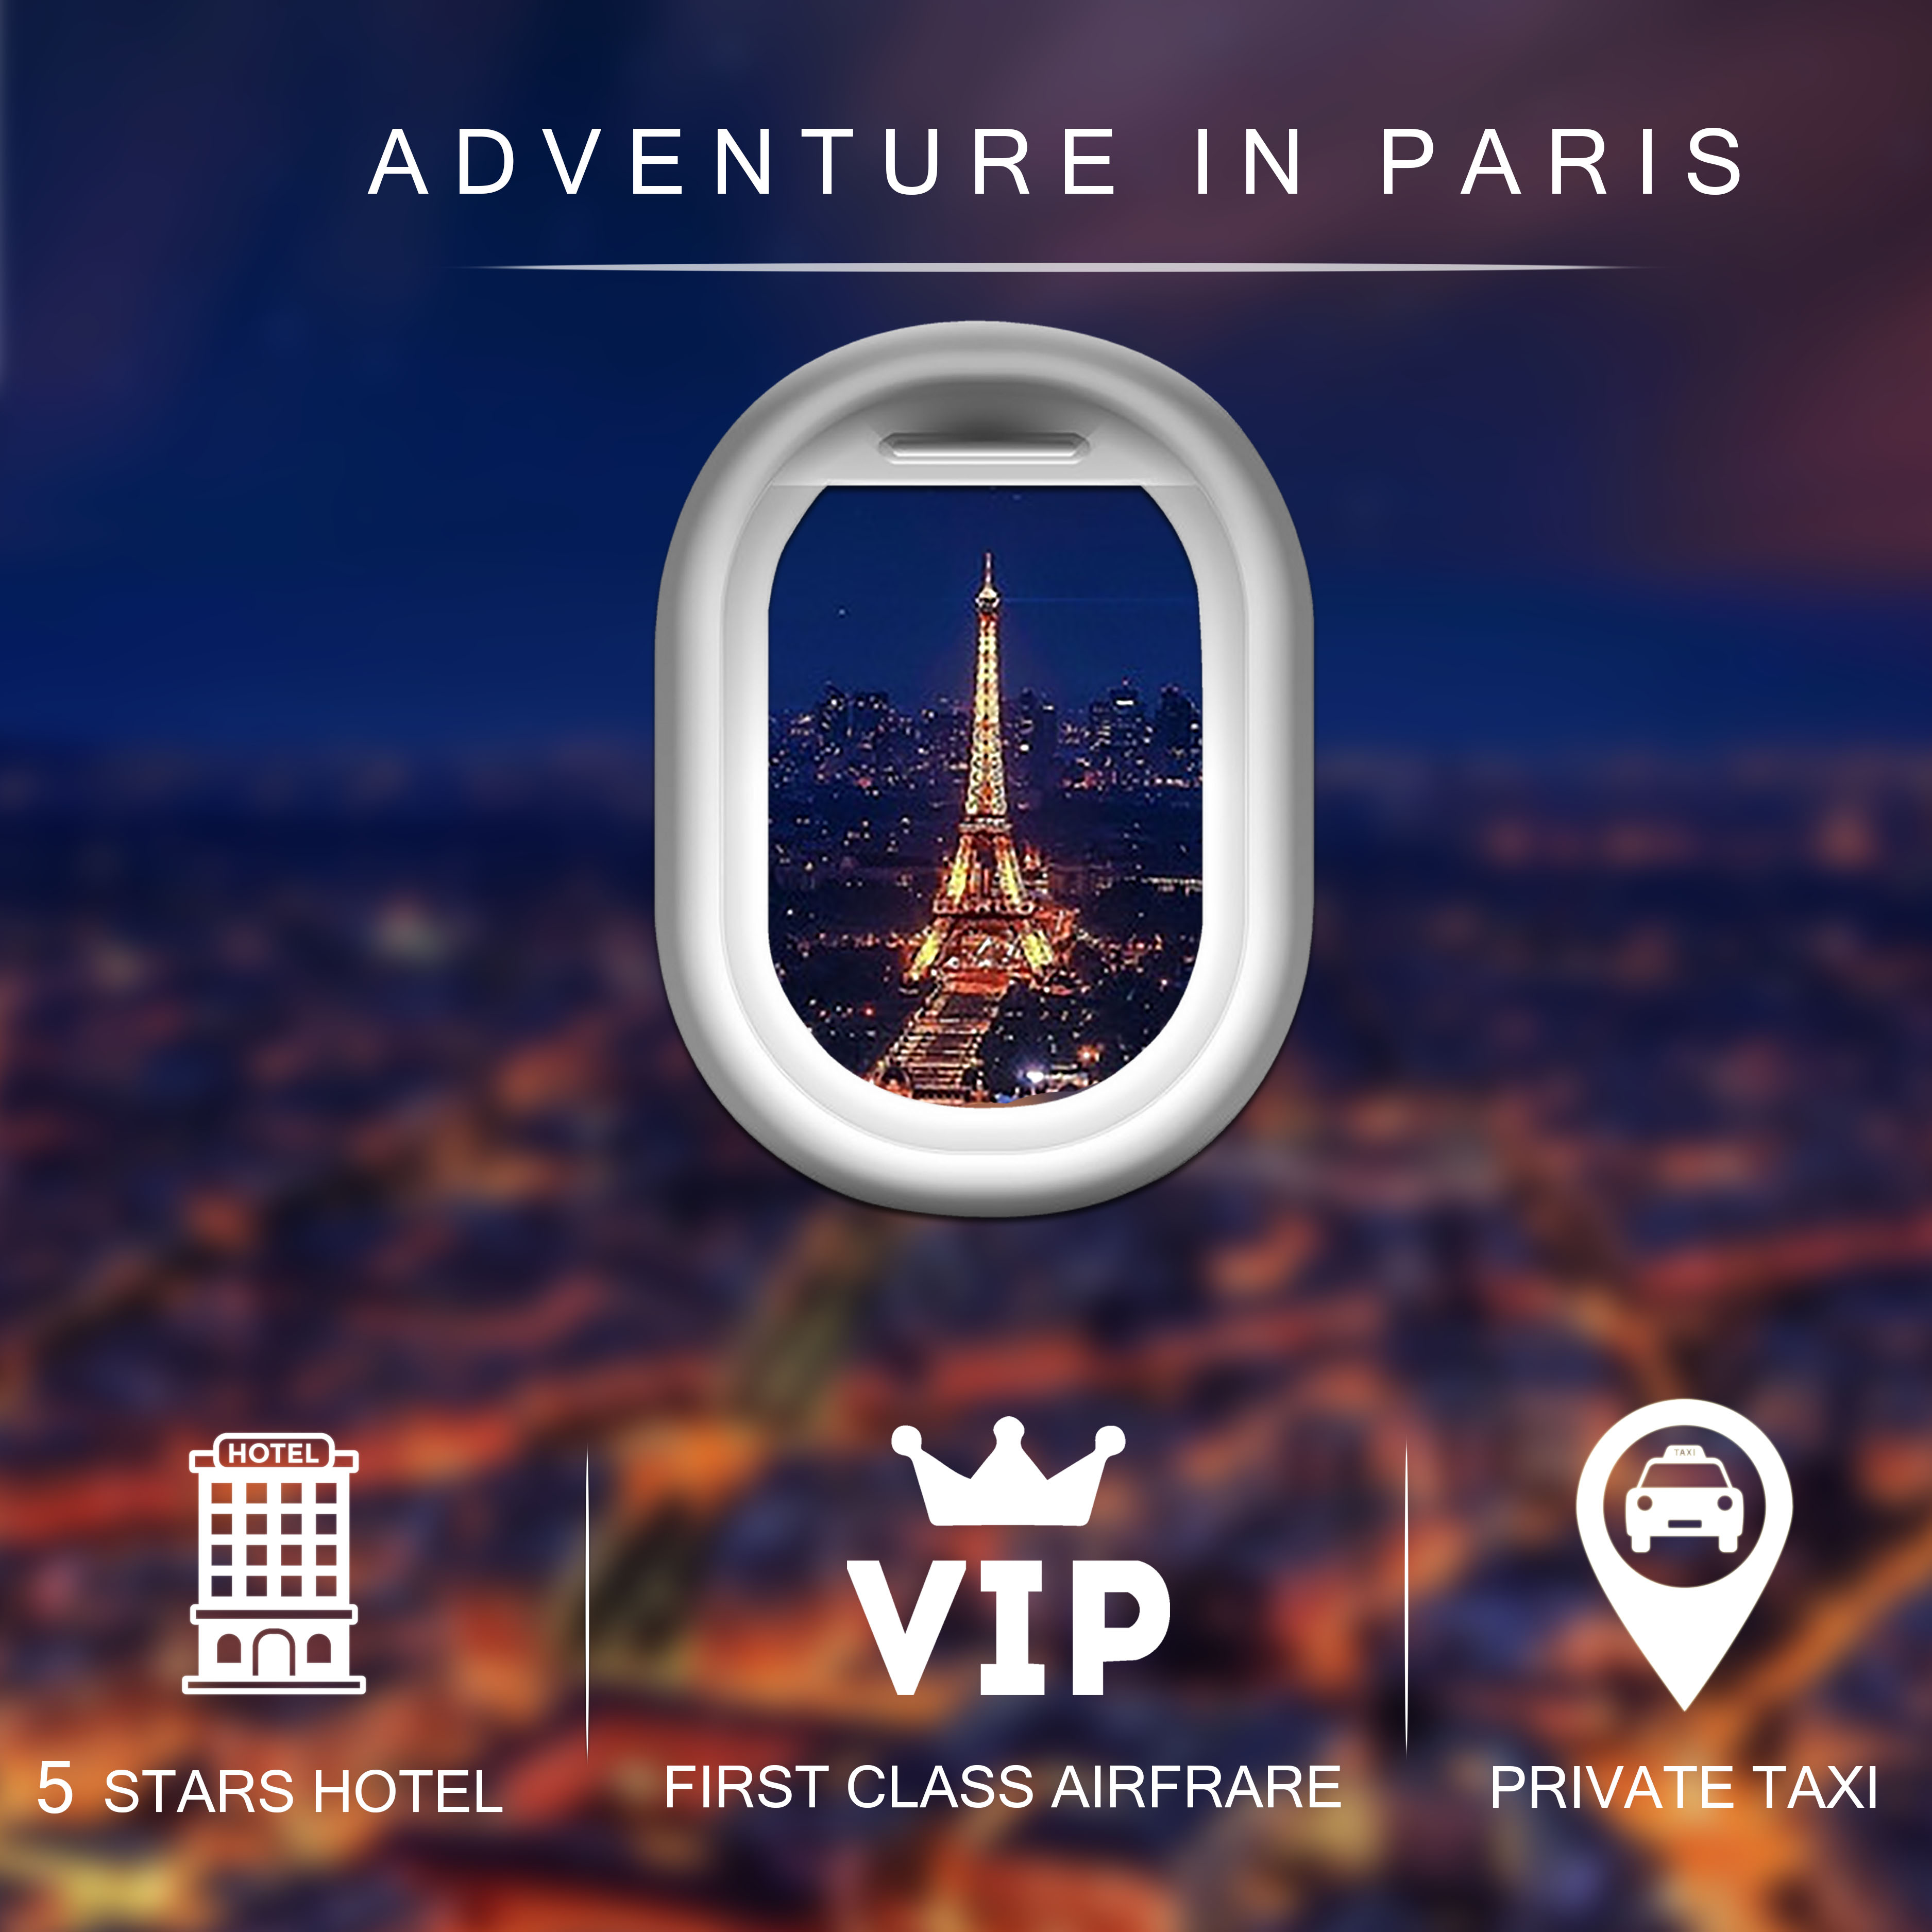 ADVENTURE IN PARIS
HOTEL
VIP
TAXI
5 STARS HOTEL
FIRST CLASS AIRFRARE
PRIVATE TAXI